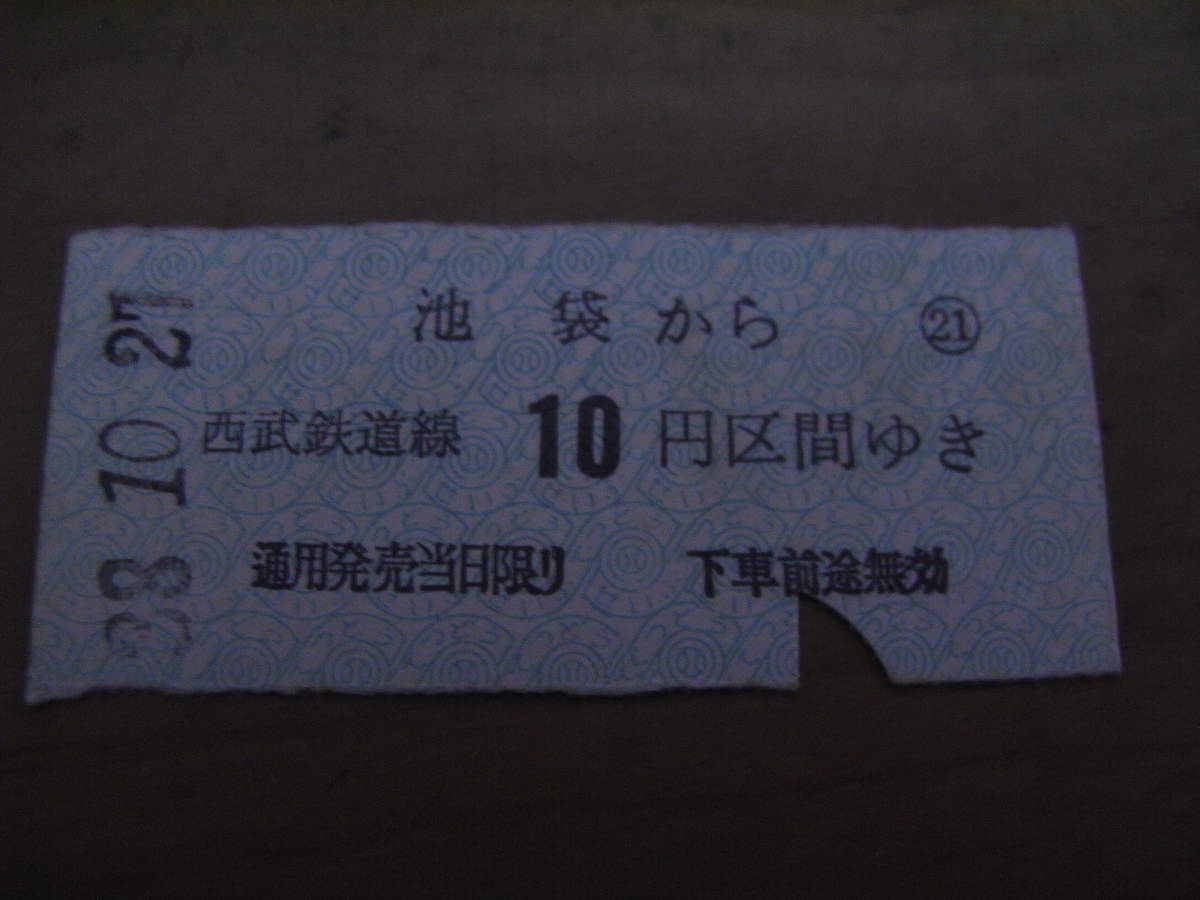 池袋から ㉑
西武鉄道線 10 円区間ゆき
通用発売当日限り 下車前途無効
38 10 27